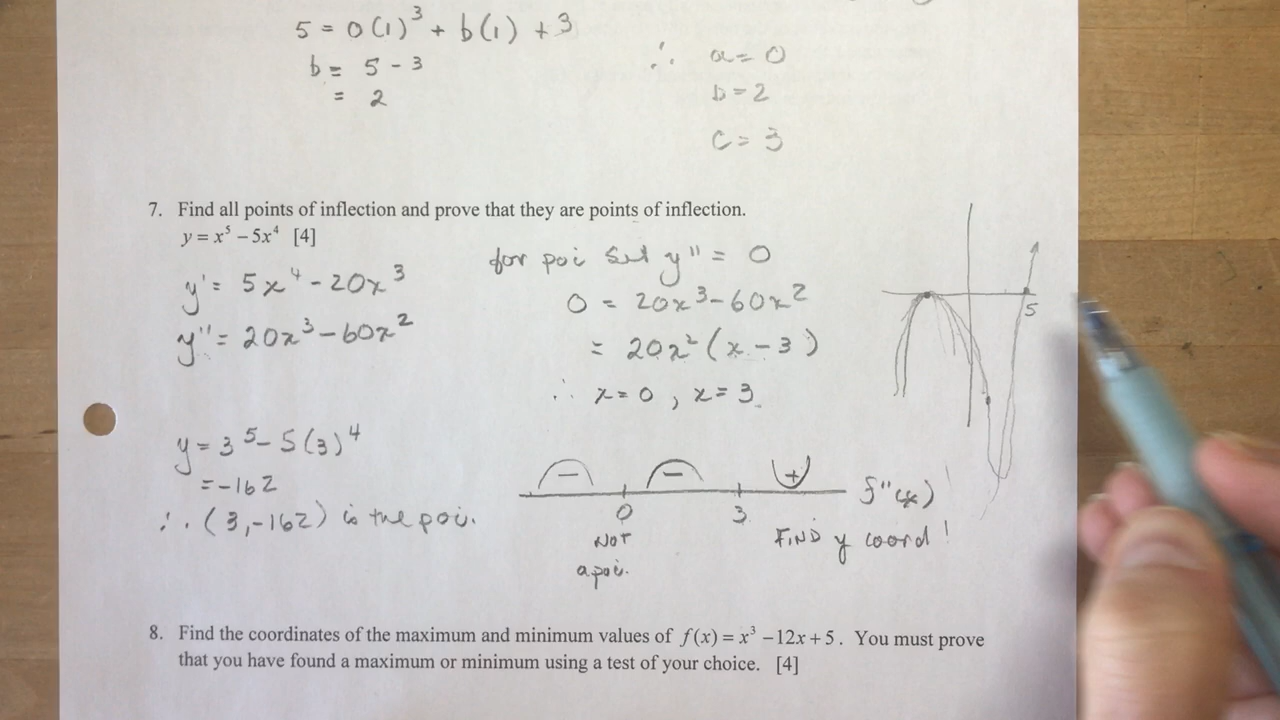 5 = 0(1)³ + b(1) + 3
b = 5 - 3
= 2
∴ a = 0
b = 2
c = 3
7. Find all points of inflection and prove that they are points of inflection.
y = x⁵ – 5x⁴ [4]
y' = 5x⁴ - 20x³
y'' = 20x³ - 60x²
for poi Set y'' = 0
0 = 20x³ - 60x²
= 20x² (x - 3)
∴ x = 0, x = 3
5
y = 3⁵ - 5(3)⁴
= -162
∴ (3, -162) is the poi.
– – + f''(x)
0 3
Not a poi.
FIND y coord!
8. Find the coordinates of the maximum and minimum values of f(x) = x³ – 12x + 5. You must prove
that you have found a maximum or minimum using a test of your choice. [4]